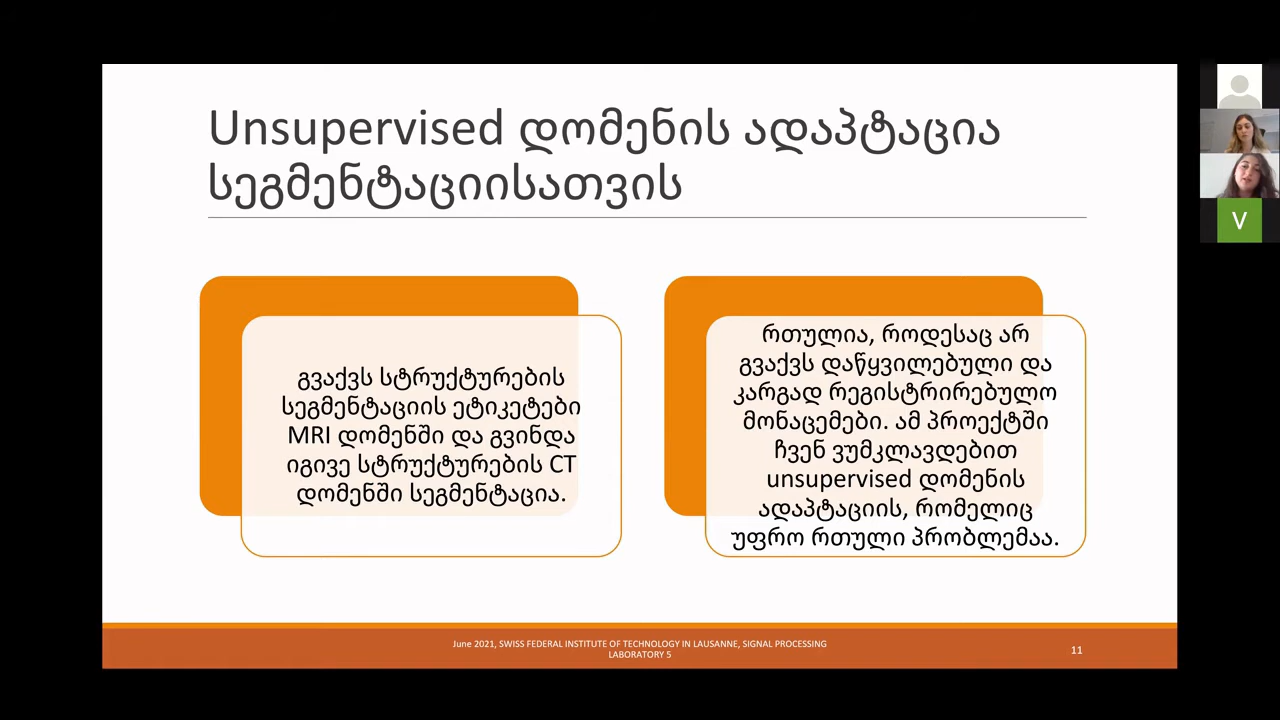 Unsupervised დომენის ადაპტაცია
სეგმენტაციისათვის
გვაქვს სტრუქტურების
სეგმენტაციის ეტიკეტები
MRI დომენში და გვინდა
იგივე სტრუქტურების CT
დომენში სეგმენტაცია.
რთულია, როდესაც არ
გვაქვს დაწყვილებული და
კარგად რეგისტრირებულო
მონაცემები. ამ პროექტში
ჩვენ ვუმკლავდებით
unsupervised დომენის
ადაპტაციის, რომელიც
უფრო რთული პრობლემაა.
June 2021, SWISS FEDERAL INSTITUTE OF TECHNOLOGY IN LAUSANNE, SIGNAL PROCESSING
LABORATORY 5
11
V